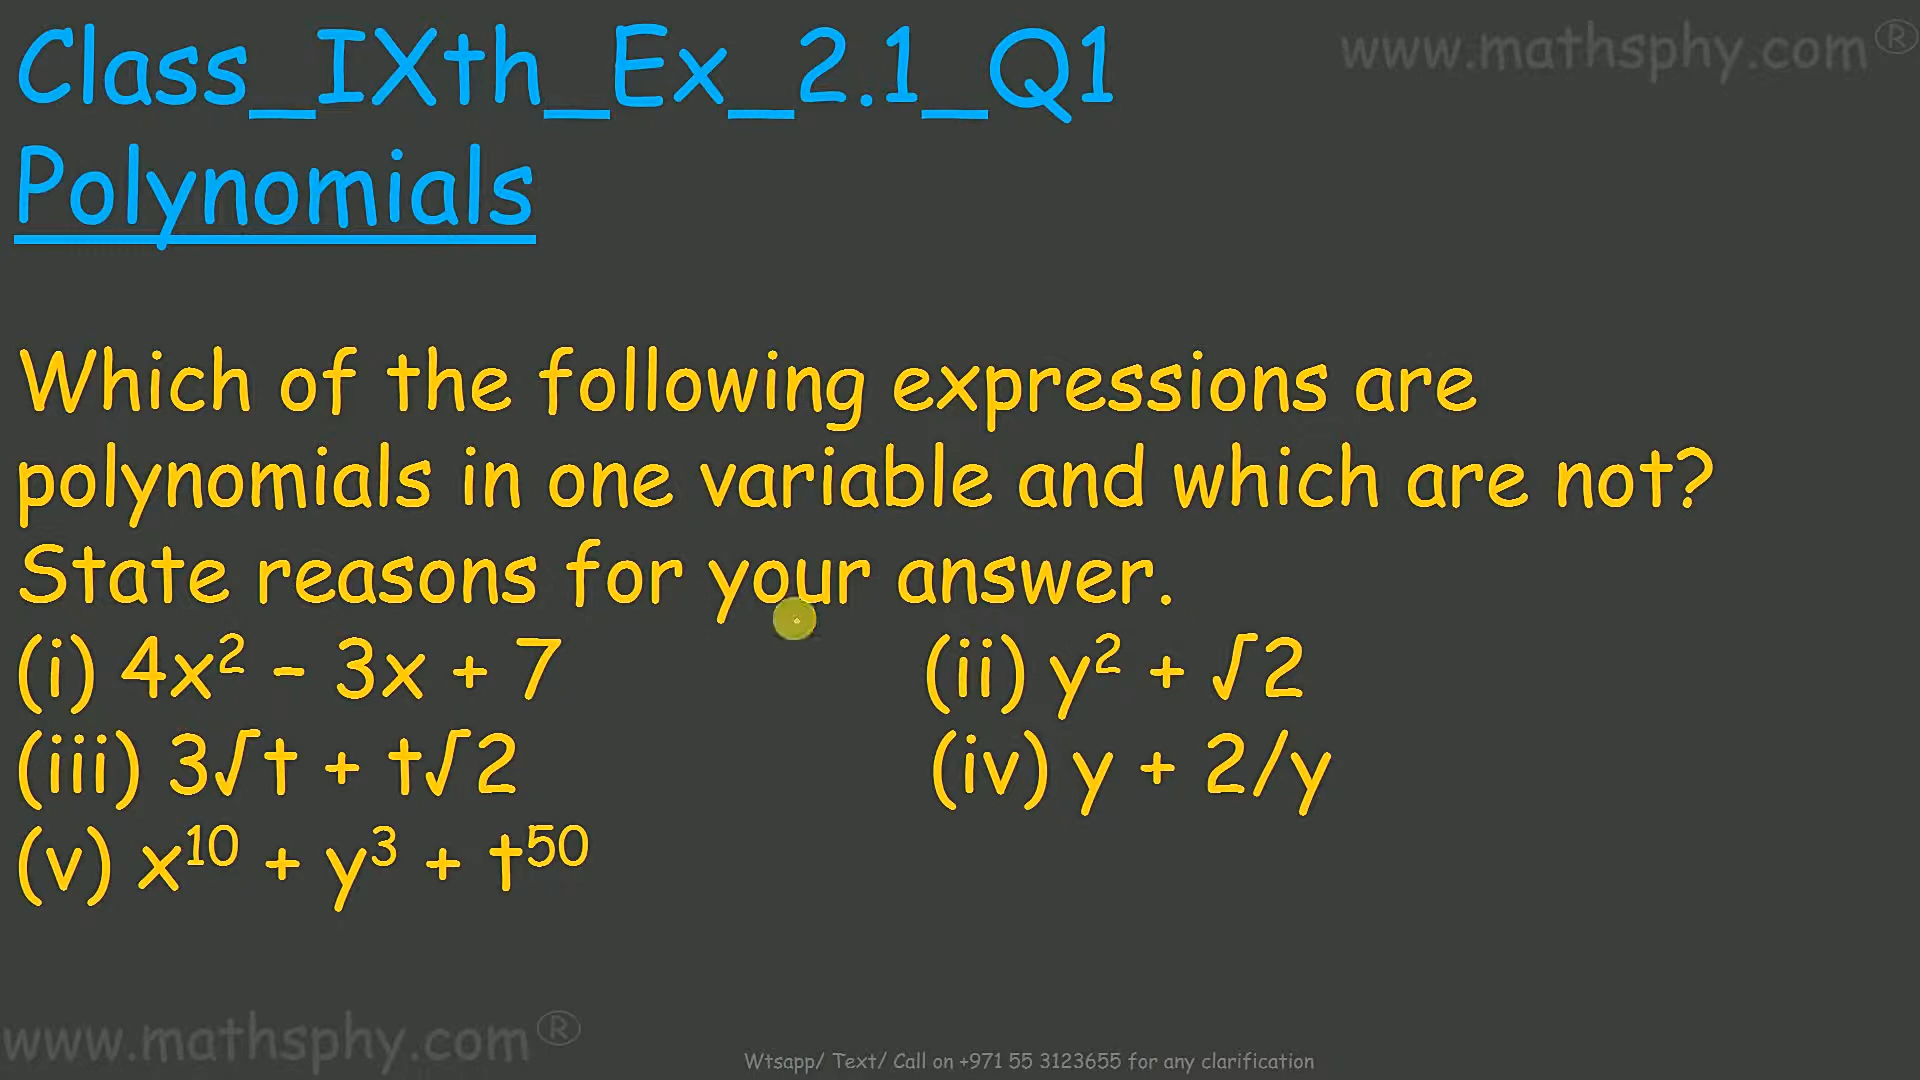 Class_IXth_Ex_2.1_Q1
www.mathsphy.com®
Polynomials
Which of the following expressions are
polynomials in one variable and which are not?
State reasons for your answer.
(i) 4x² – 3x + 7 (ii) y² + √2
(iii) 3√t + t√2 (iv) y + 2/y
(v) x¹⁰ + y³ + t⁵⁰
www.mathsphy.com®
Wtsapp/ Text/ Call on +971 55 3123655 for any clarification